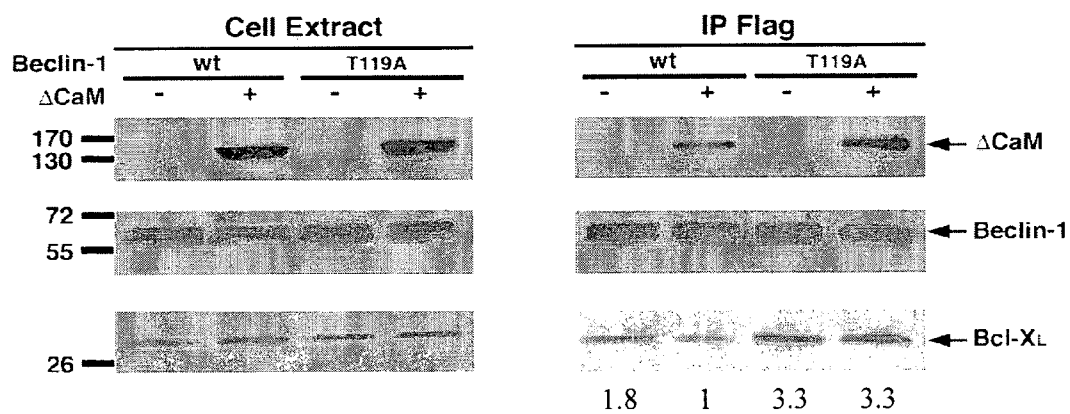 Cell Extract
IP Flag
Beclin-1 wt T119A
wt T119A
ΔCaM - + - +
- + - +
170
130
ΔCaM
72
55
Beclin-1
26
Bcl-XL
1.8 1 3.3 3.3